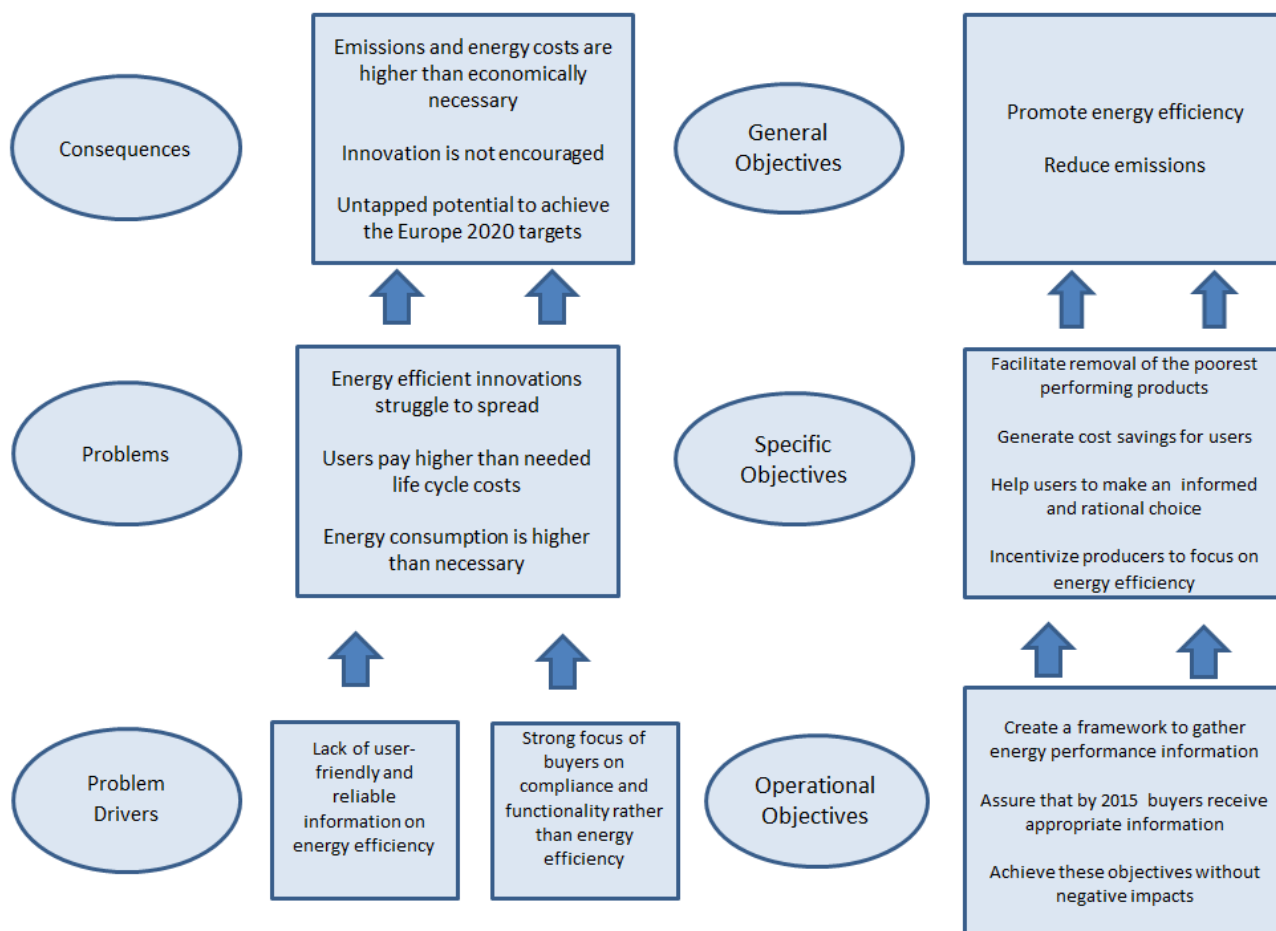 Consequences
Emissions and energy costs are
higher than economically
necessary
Innovation is not encouraged
Untapped potential to achieve
the Europe 2020 targets
General
Objectives
Promote energy efficiency
Reduce emissions
Problems
Energy efficient innovations
struggle to spread
Users pay higher than needed
life cycle costs
Energy consumption is higher
than necessary
Specific
Objectives
Facilitate removal of the poorest
performing products
Generate cost savings for users
Help users to make an informed
and rational choice
Incentivize producers to focus on
energy efficiency
Problem
Drivers
Lack of user-
friendly and
reliable
information on
energy efficiency
Strong focus of
buyers on
compliance and
functionality rather
than energy
efficiency
Operational
Objectives
Create a framework to gather
energy performance information
Assure that by 2015 buyers receive
appropriate information
Achieve these objectives without
negative impacts